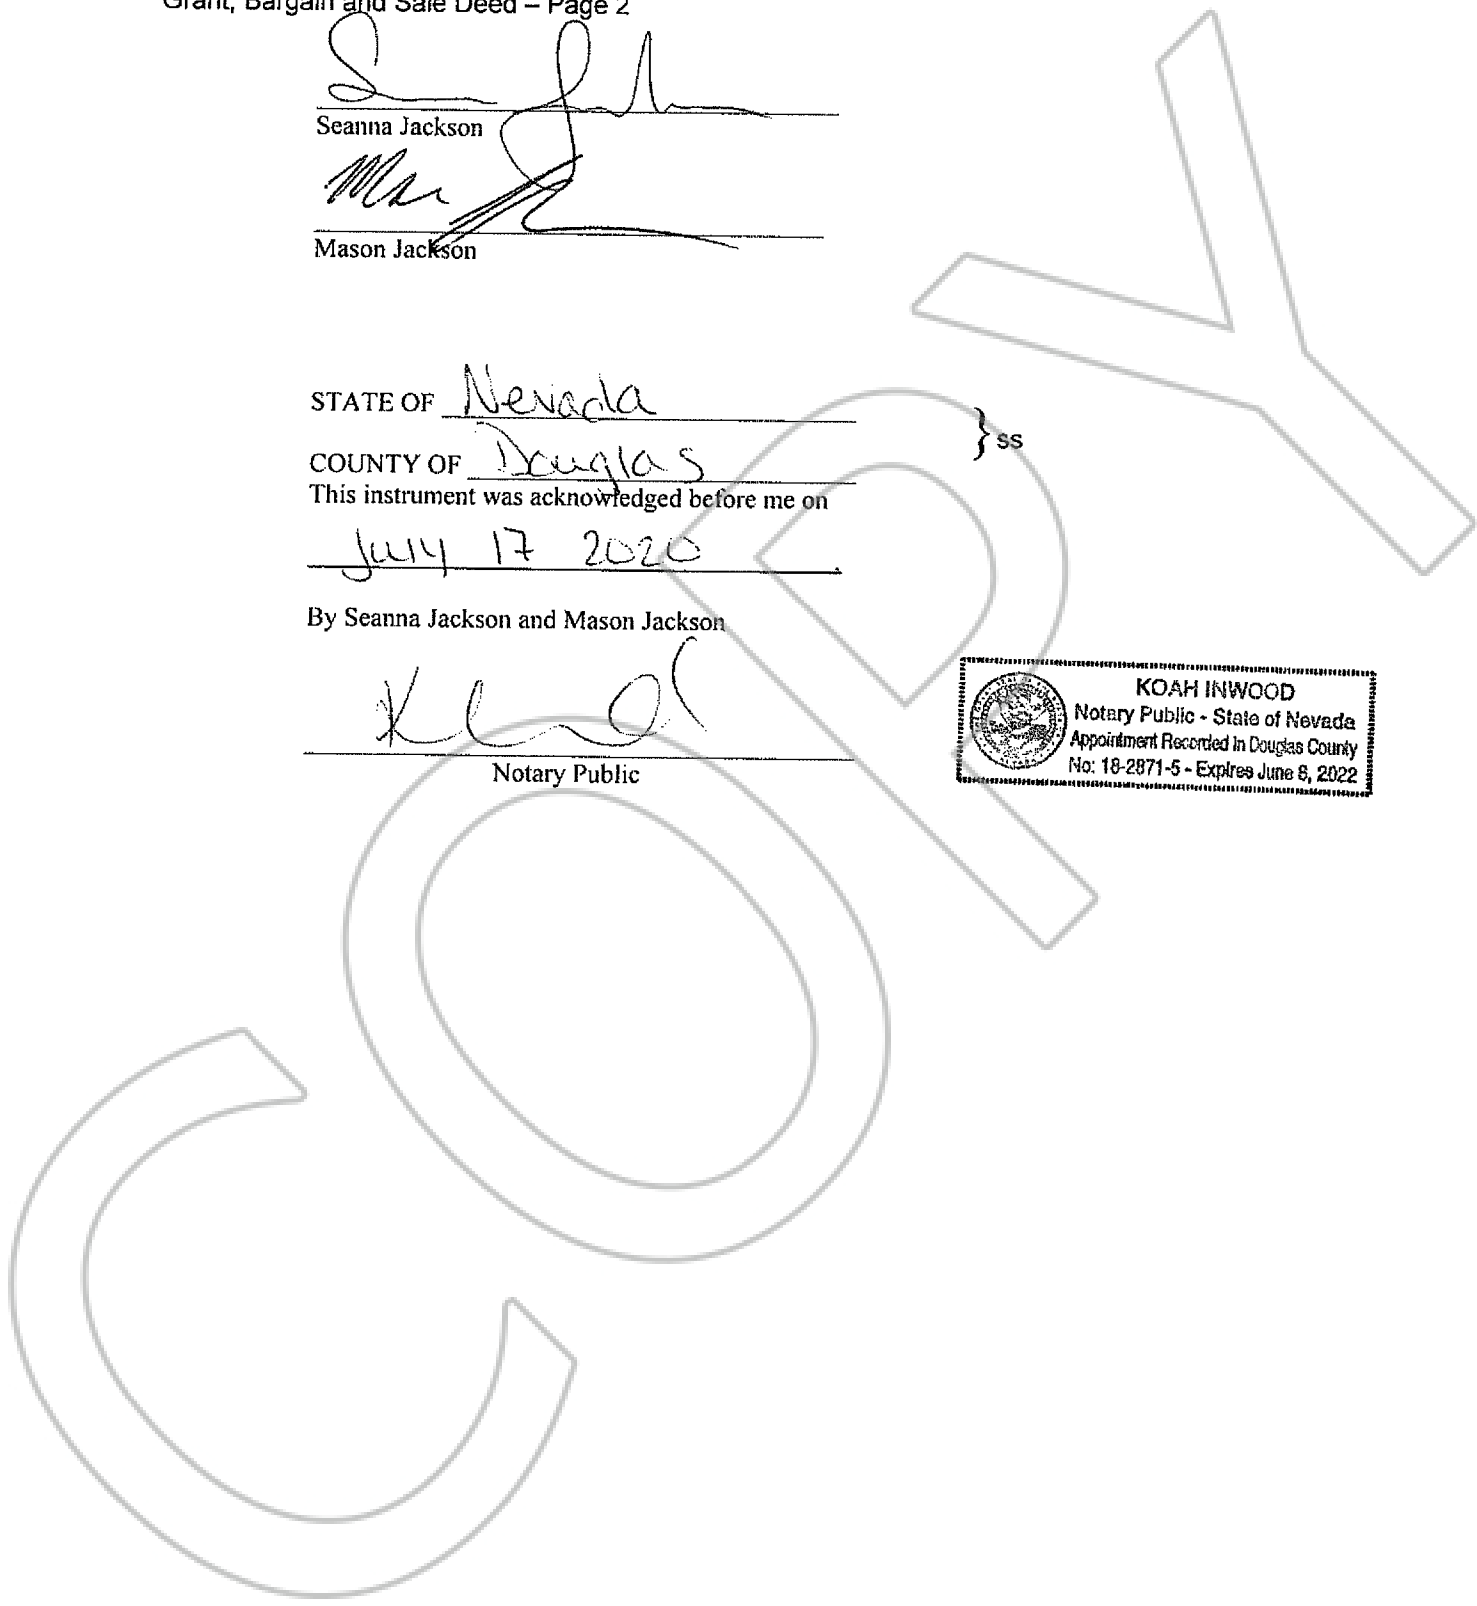 Grant, Bargain and Sale Deed – Page 2
Seanna Jackson
Mason Jackson
STATE OF Nevada
} ss
COUNTY OF Douglas
This instrument was acknowledged before me on
July 17 2020.
By Seanna Jackson and Mason Jackson
Notary Public
KOAH INWOOD
Notary Public - State of Nevada
Appointment Recorded in Douglas County
No: 18-2871-5 - Expires June 8, 2022
COPY